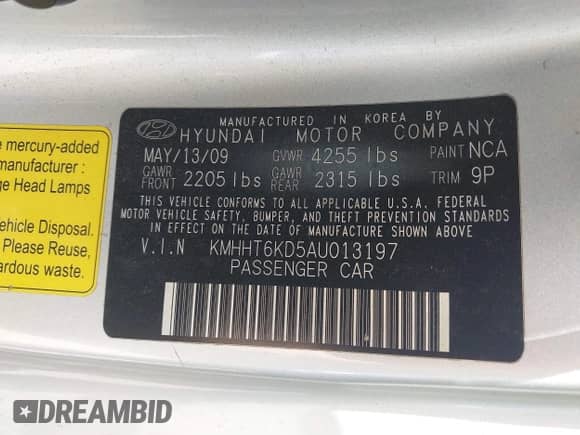 e mercury-added
manufacturer :
ge Head Lamps
ehicle Disposal.
Please Reuse,
ardous waste.
MANUFACTURED IN KOREA BY
HYUNDAI MOTOR COMPANY
MAY/13/09 GVWR 4255 lbs PAINT NCA
GAWR FRONT 2205 lbs GAWR REAR 2315 lbs TRIM 9P
THIS VEHICLE CONFORMS TO ALL APPLICABLE U.S.A. FEDERAL
MOTOR VEHICLE SAFETY, BUMPER, AND THEFT PREVENTION STANDARDS
IN EFFECT ON THE DATE OF MANUFACTURE SHOWN ABOVE
V.I.N KMHHT6KD5AU013197
PASSENGER CAR
DREAMBID